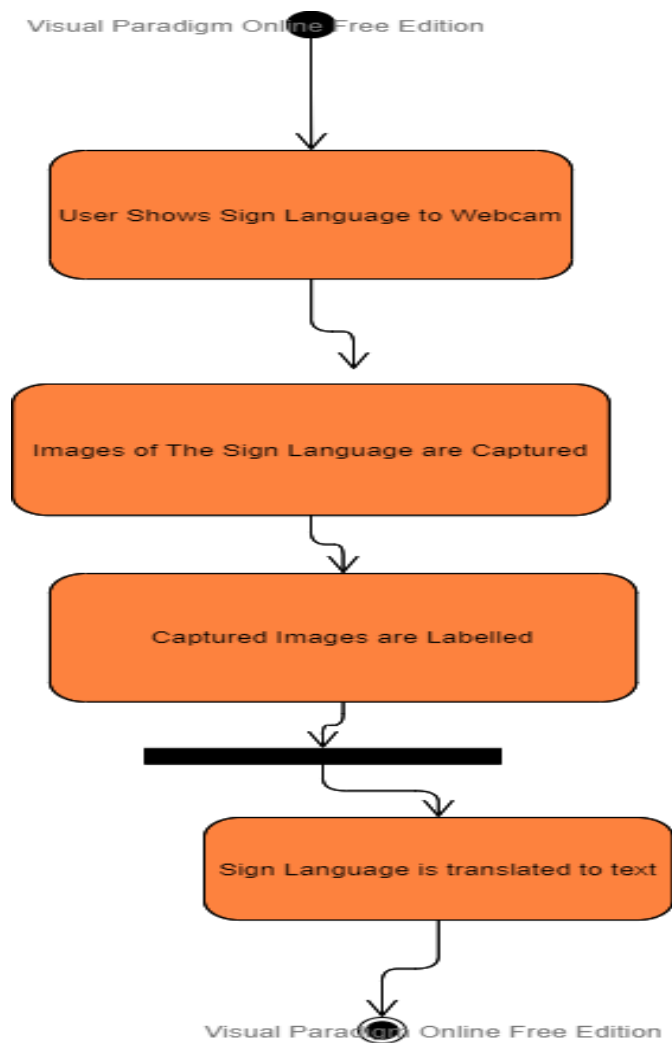 Visual Paradigm Online Free Edition
User Shows Sign Language to Webcam
Images of The Sign Language are Captured
Captured Images are Labelled
Sign Language is translated to text
Visual Paradigm Online Free Edition